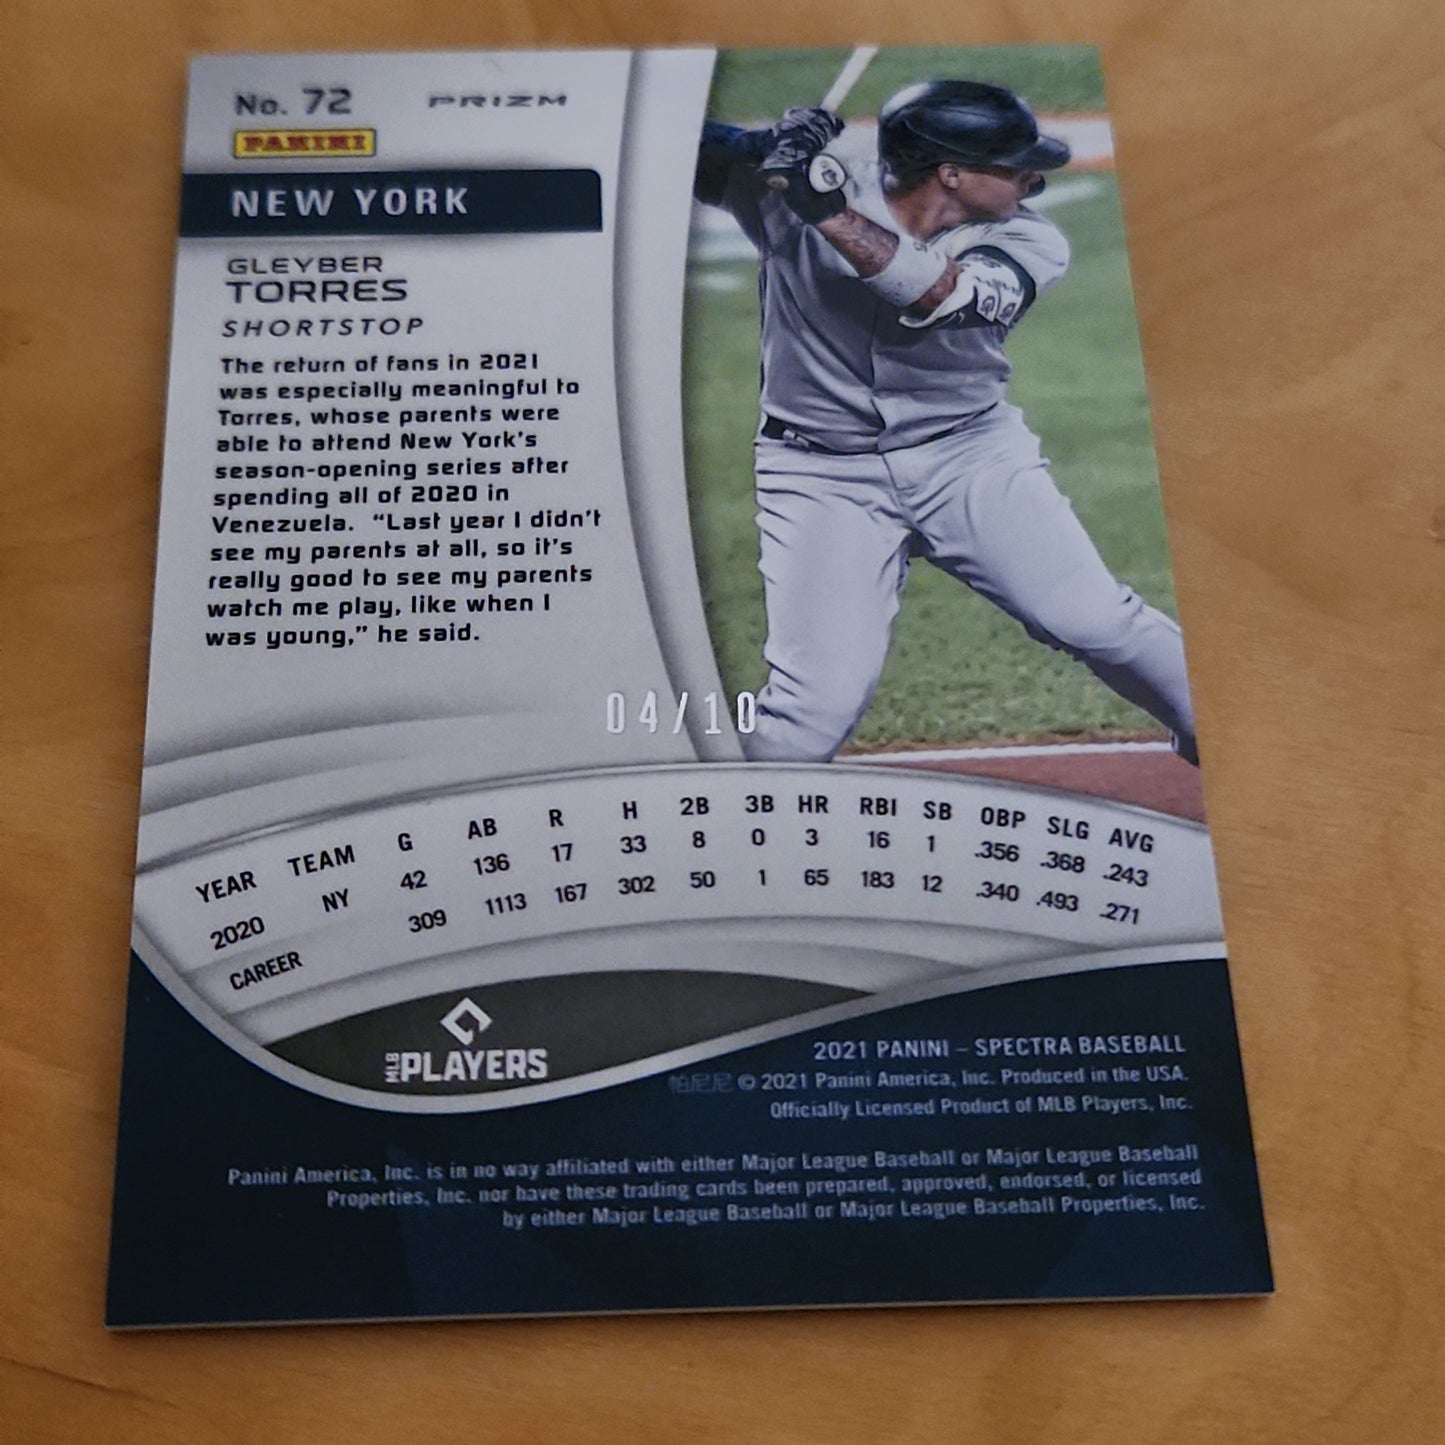 No. 72 PRIZM
PANINI
NEW YORK
GLEYBER
TORRES
SHORTSTOP
The return of fans in 2021
was especially meaningful to
Torres, whose parents were
able to attend New York's
season-opening series after
spending all of 2020 in
Venezuela. “Last year I didn't
see my parents at all, so it's
really good to see my parents
watch me play, like when I
was young,” he said.
04/10
YEAR TEAM G AB R H 2B 3B HR RBI SB OBP SLG AVG
2020 NY 42 136 17 33 8 0 3 16 1 .356 .368 .243
CAREER 309 1113 167 302 50 1 65 183 12 .340 .493 .271
MLB PLAYERS
2021 PANINI – SPECTRA BASEBALL
帕尼尼 © 2021 Panini America, Inc. Produced in the USA.
Officially Licensed Product of MLB Players, Inc.
Panini America, Inc. is in no way affiliated with either Major League Baseball or Major League Baseball
Properties, Inc. nor have these trading cards been prepared, approved, endorsed, or licensed
by either Major League Baseball or Major League Baseball Properties, Inc.